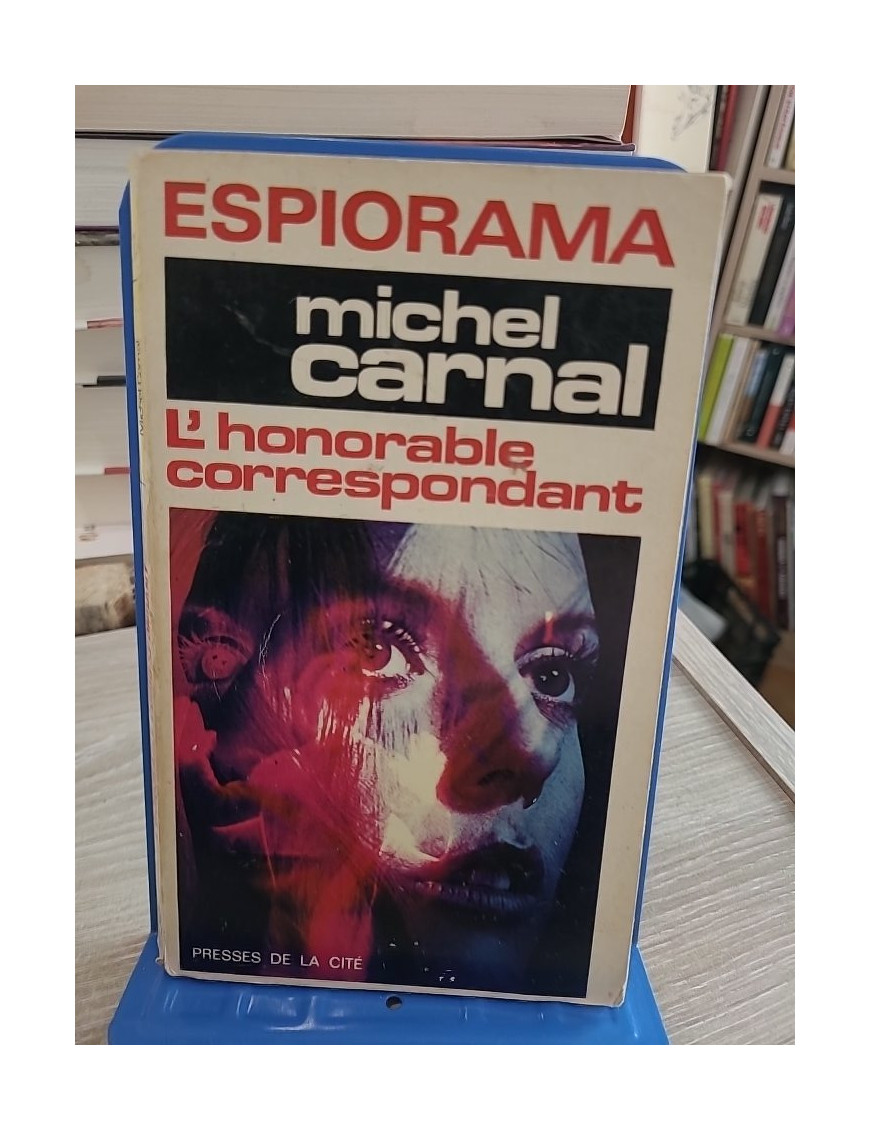 ESPIORAMA
michel
carnal
L'honorable
correspondant
PRESSES DE LA CITÉ